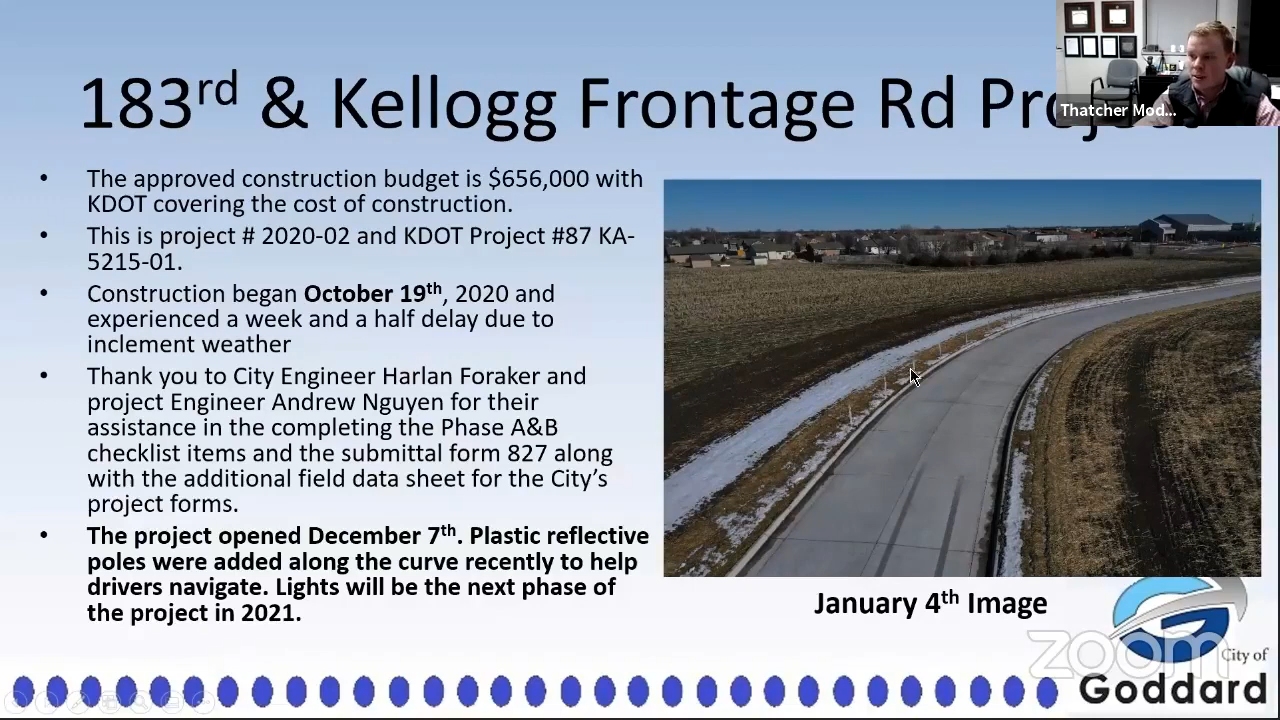 183rd & Kellogg Frontage Rd Project
Thatcher Mod...
• The approved construction budget is $656,000 with
KDOT covering the cost of construction.
• This is project # 2020-02 and KDOT Project #87 KA-
5215-01.
• Construction began October 19th, 2020 and
experienced a week and a half delay due to
inclement weather
• Thank you to City Engineer Harlan Foraker and
project Engineer Andrew Nguyen for their
assistance in the completing the Phase A&B
checklist items and the submittal form 827 along
with the additional field data sheet for the City’s
project forms.
• The project opened December 7th. Plastic reflective
poles were added along the curve recently to help
drivers navigate. Lights will be the next phase of
the project in 2021.
January 4th Image
zoom
City of
Goddard